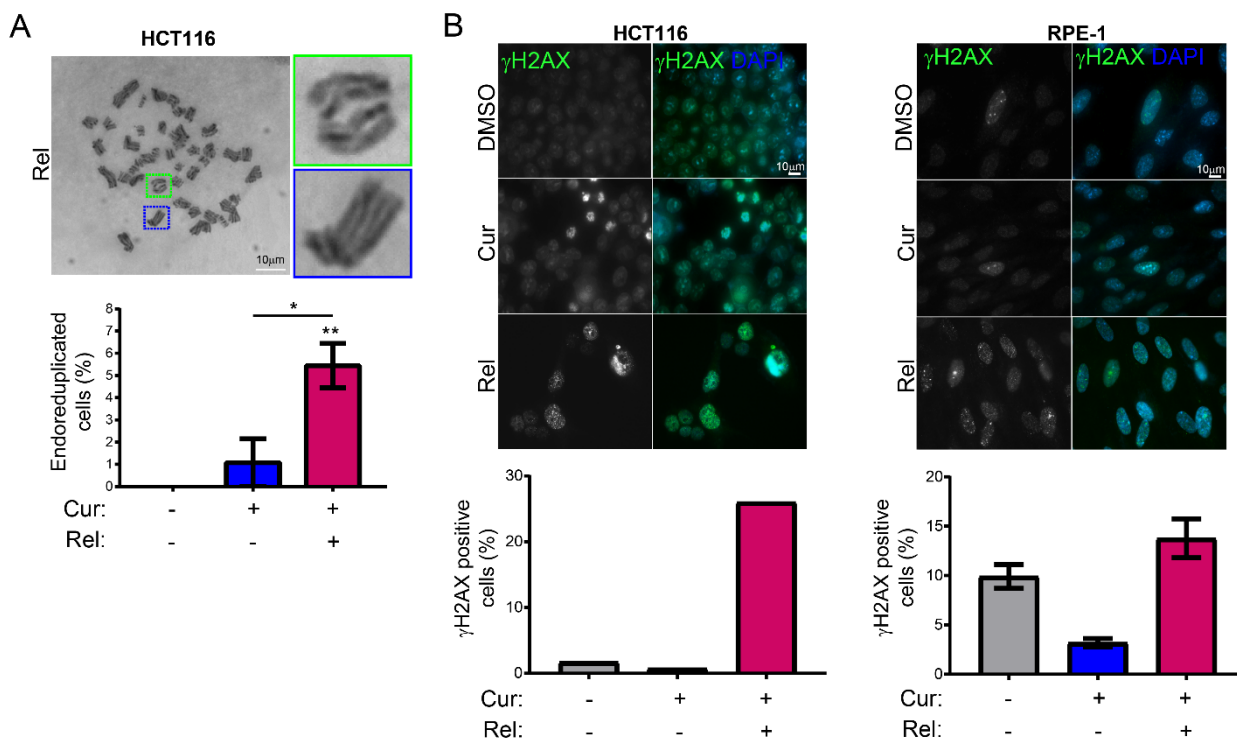 A
HCT116
Rel
10µm
8
7
6
5
4
3
2
1
0
Endoreduplicated
cells (%)
*
**
Cur: - + +
Rel: - - +
B
HCT116
γH2AX
γH2AX DAPI
DMSO
10µm
Cur
Rel
30
20
10
0
γH2AX positive
cells (%)
Cur: - + +
Rel: - - +
RPE-1
γH2AX
γH2AX DAPI
DMSO
10µm
Cur
Rel
20
15
10
5
0
γH2AX positive
cells (%)
Cur: - + +
Rel: - - +